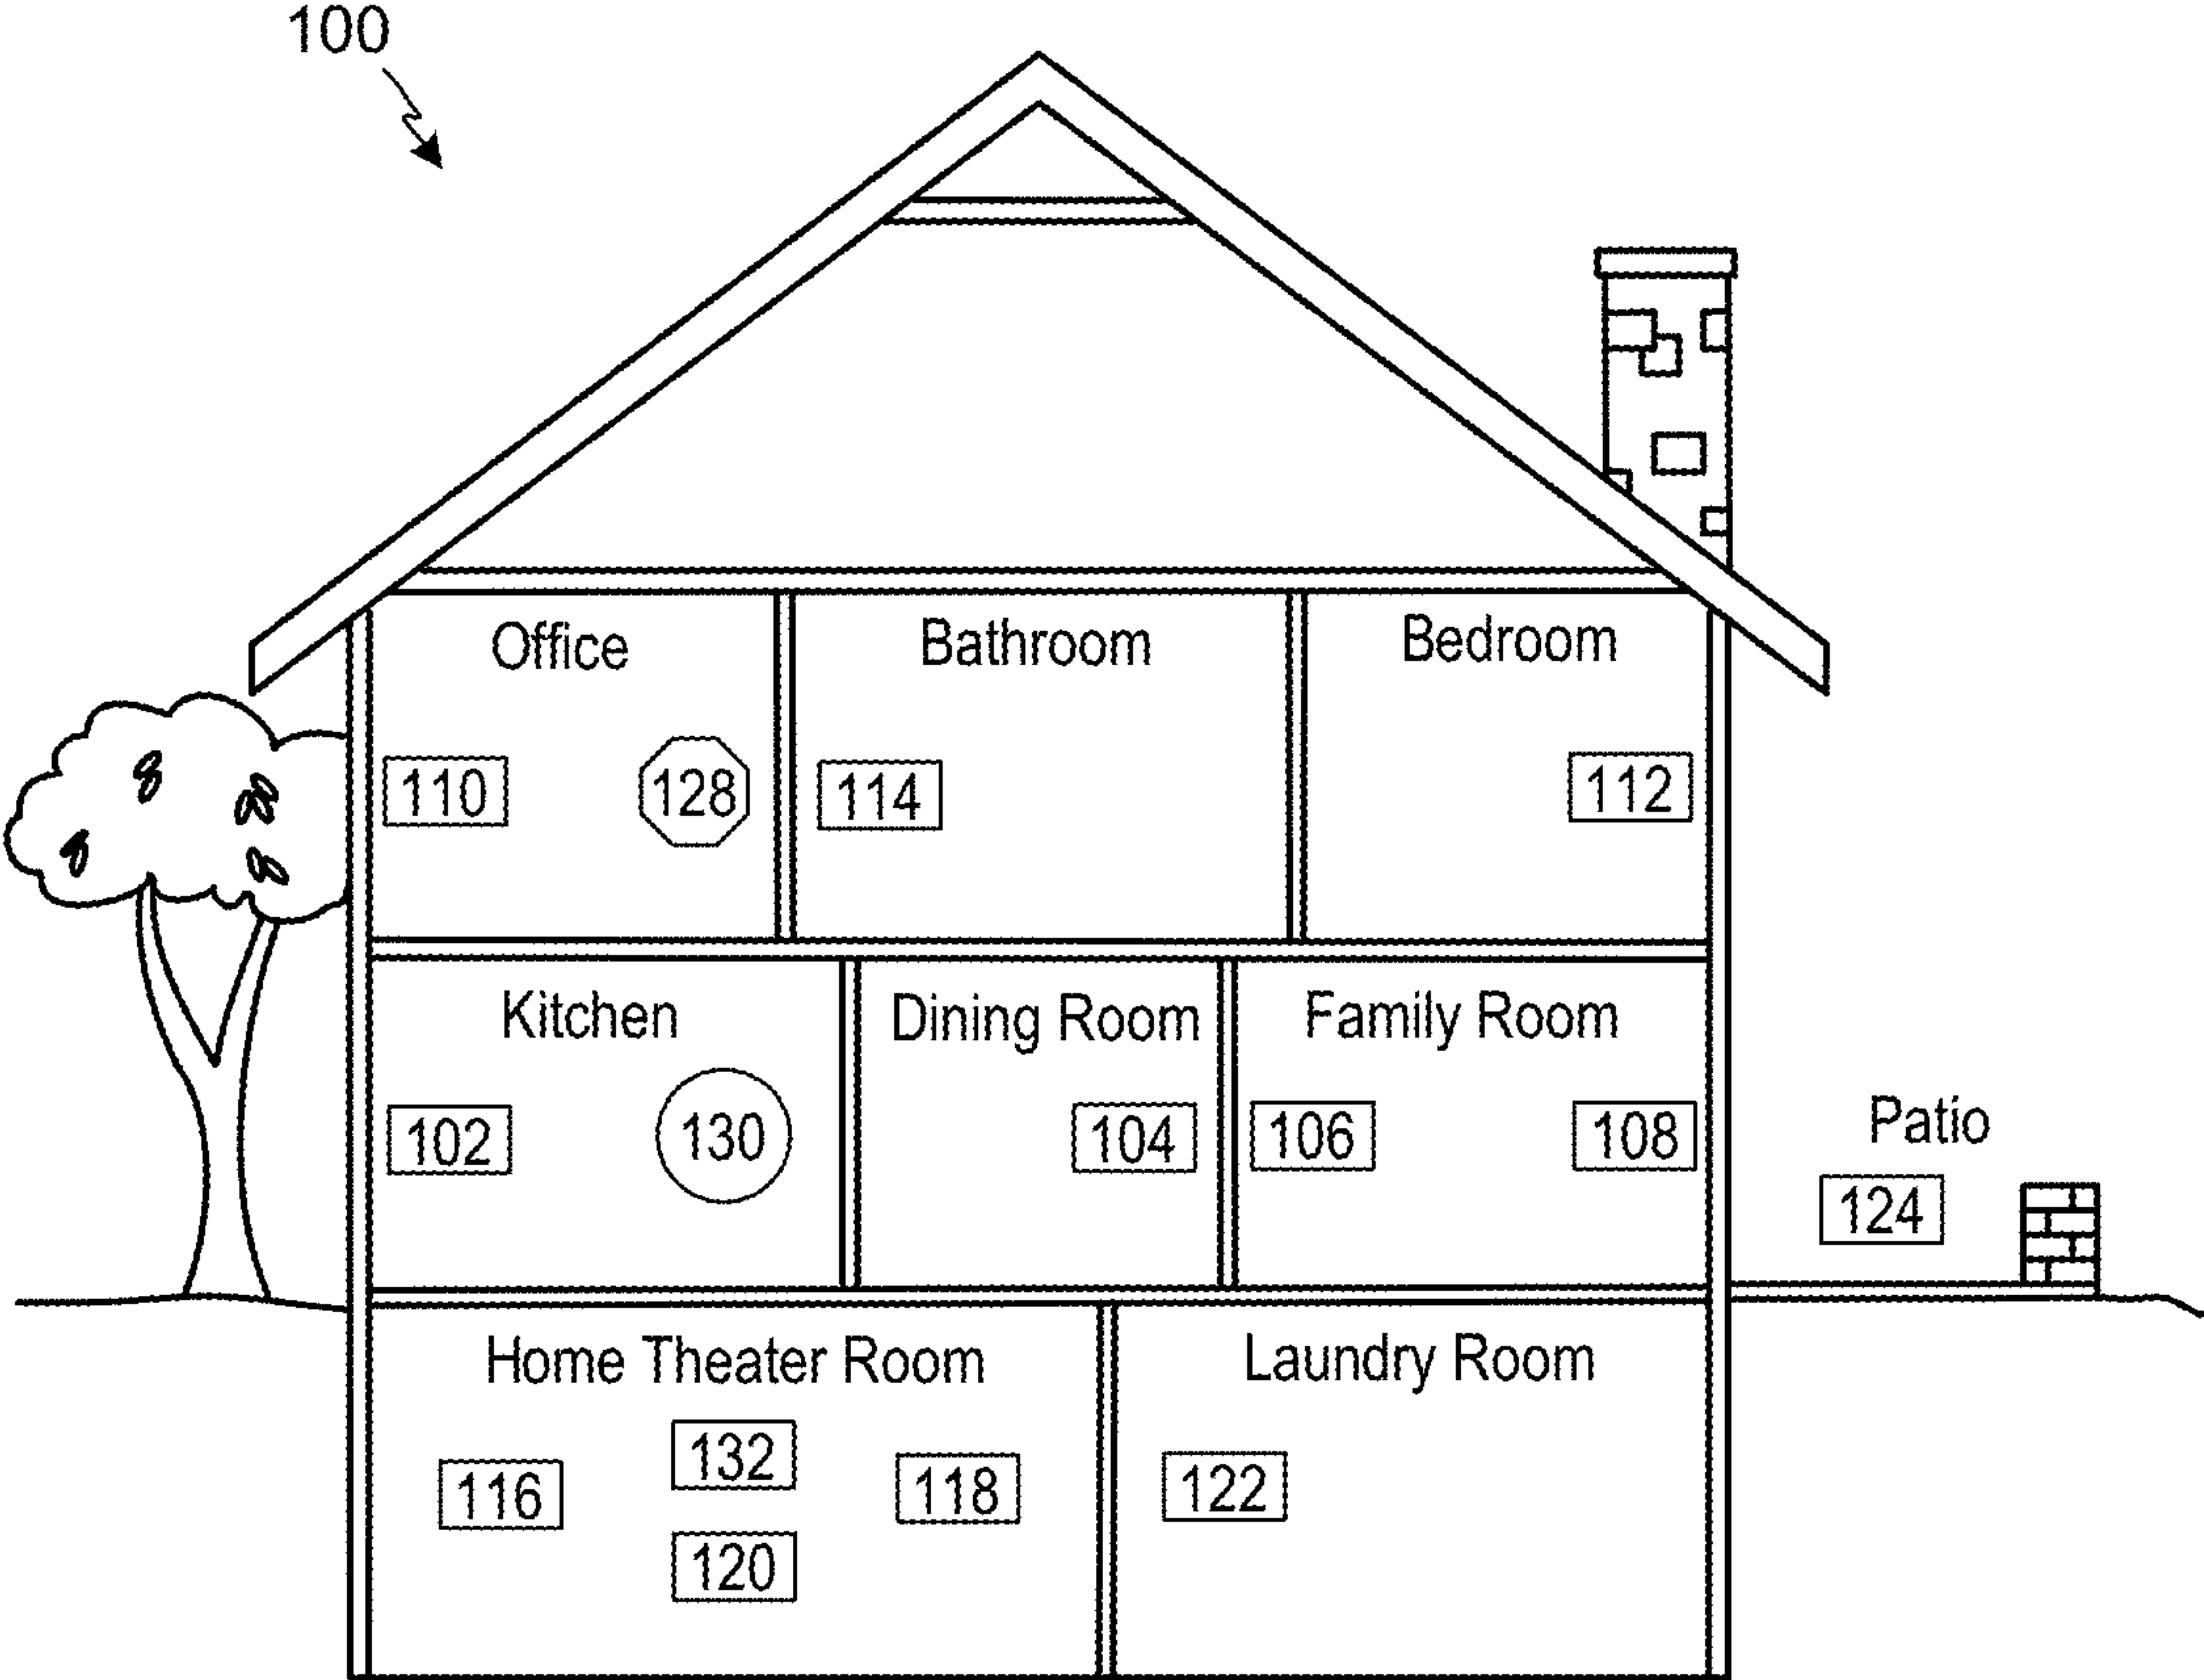 100
Office
Bathroom
Bedroom
110
128
114
112
Kitchen
Dining Room
Family Room
102
130
104
106
108
Patio
124
Home Theater Room
Laundry Room
116
132
118
122
120